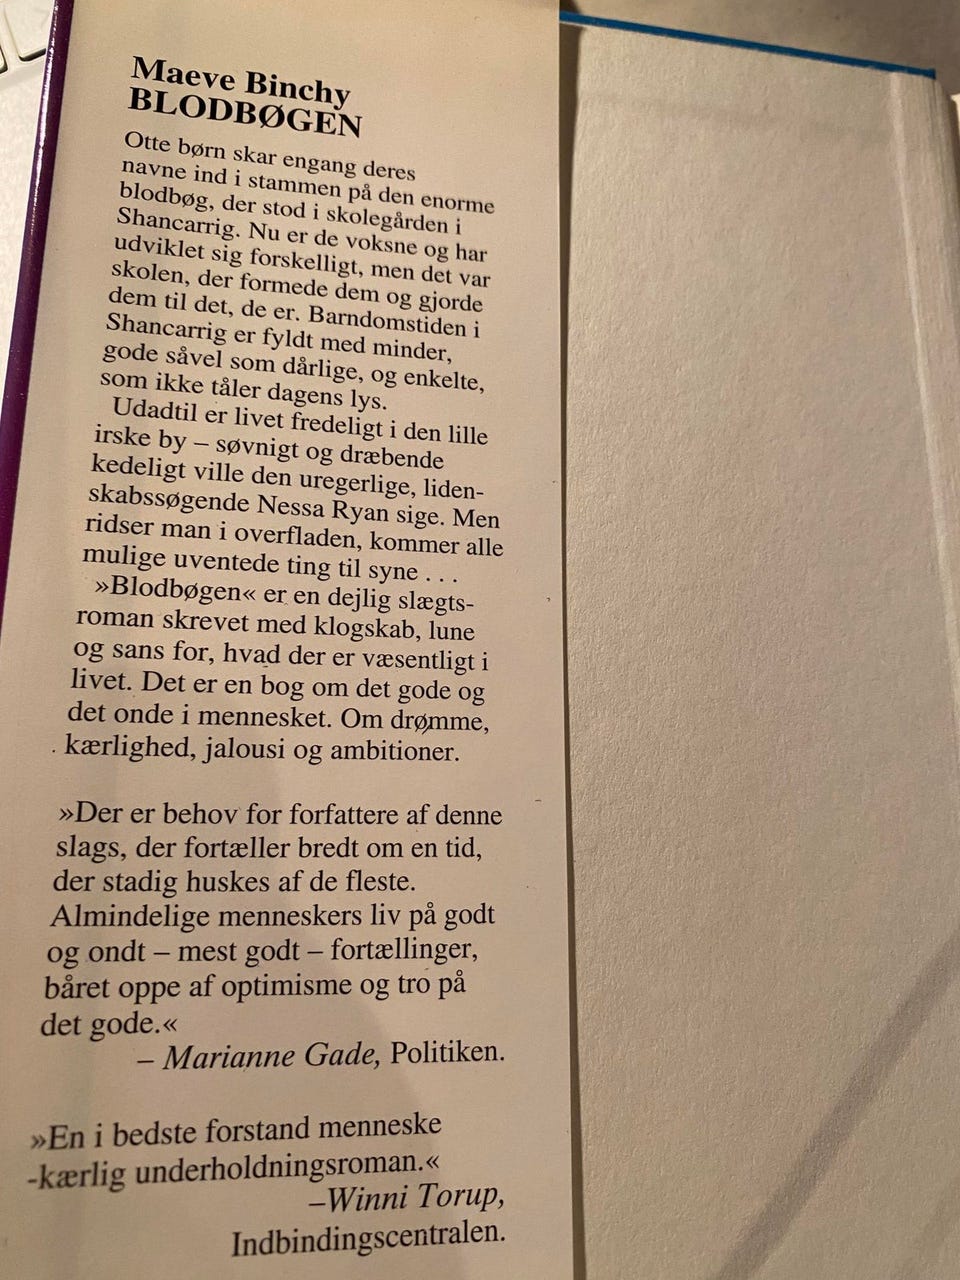 Maeve Binchy
BLODBØGEN
Otte børn skar engang deres
navne ind i stammen på den enorme
blodbøg, der stod i skolegården i
Shancarrig. Nu er de voksne og har
udviklet sig forskelligt, men det var
skolen, der formede dem og gjorde
dem til det, de er. Barndomstiden i
Shancarrig er fyldt med minder,
gode såvel som dårlige, og enkelte,
som ikke tåler dagens lys.
Udadtil er livet fredeligt i den lille
irske by – søvnigt og dræbende
kedeligt ville den uregerlige, liden-
skabssøgende Nessa Ryan sige. Men
ridser man i overfladen, kommer alle
mulige uventede ting til syne . . .
»Blodbøgen« er en dejlig slægts-
roman skrevet med klogskab, lune
og sans for, hvad der er væsentligt i
livet. Det er en bog om det gode og
det onde i mennesket. Om drømme,
kærlighed, jalousi og ambitioner.
»Der er behov for forfattere af denne
slags, der fortæller bredt om en tid,
der stadig huskes af de fleste.
Almindelige menneskers liv på godt
og ondt – mest godt – fortællinger,
båret oppe af optimisme og tro på
det gode.«
– Marianne Gade, Politiken.
»En i bedste forstand menneske
-kærlig underholdningsroman.«
–Winni Torup,
Indbindingscentralen.